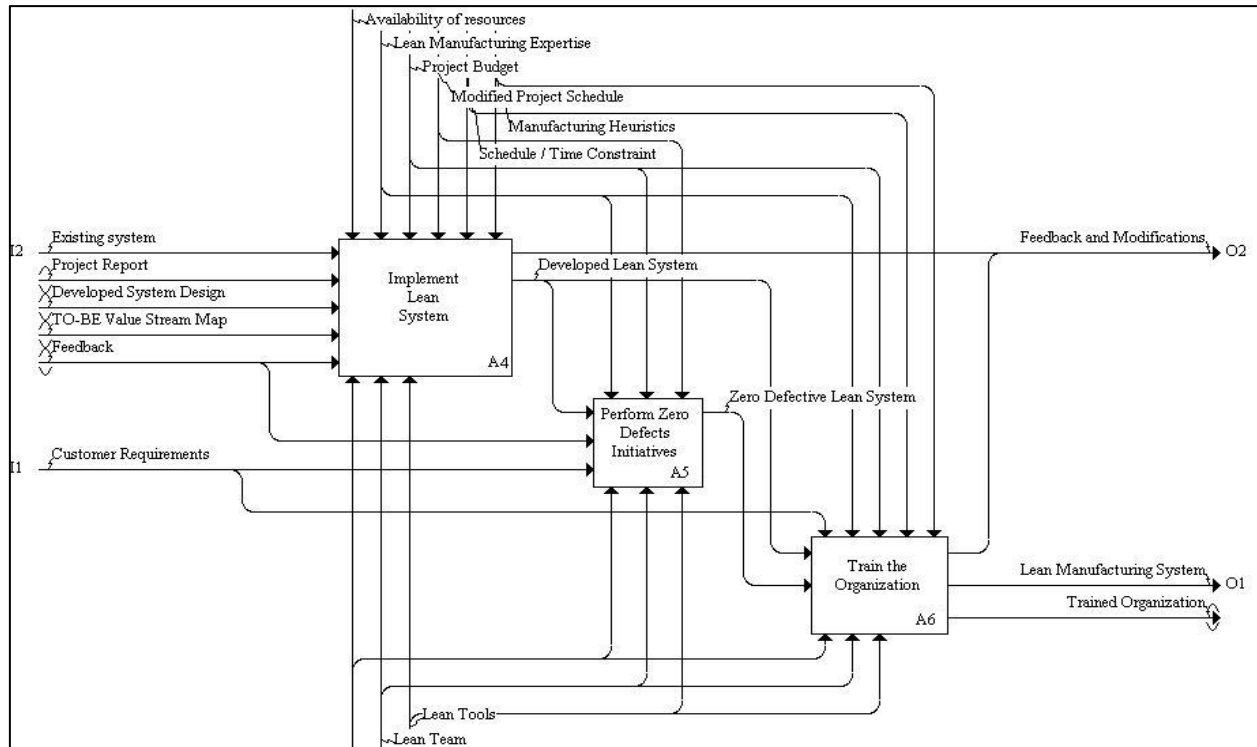 Availability of resources
Lean Manufacturing Expertise
Project Budget
Modified Project Schedule
Manufacturing Heuristics
Schedule / Time Constraint
I2
Existing system
Project Report
Developed System Design
TO-BE Value Stream Map
Feedback
Implement
Lean
System
A4
Developed Lean System
Feedback and Modifications
O2
I1
Customer Requirements
Perform Zero
Defects
Initiatives
A5
Zero Defective Lean System
Train the
Organization
A6
Lean Manufacturing System
O1
Trained Organization
Lean Tools
Lean Team